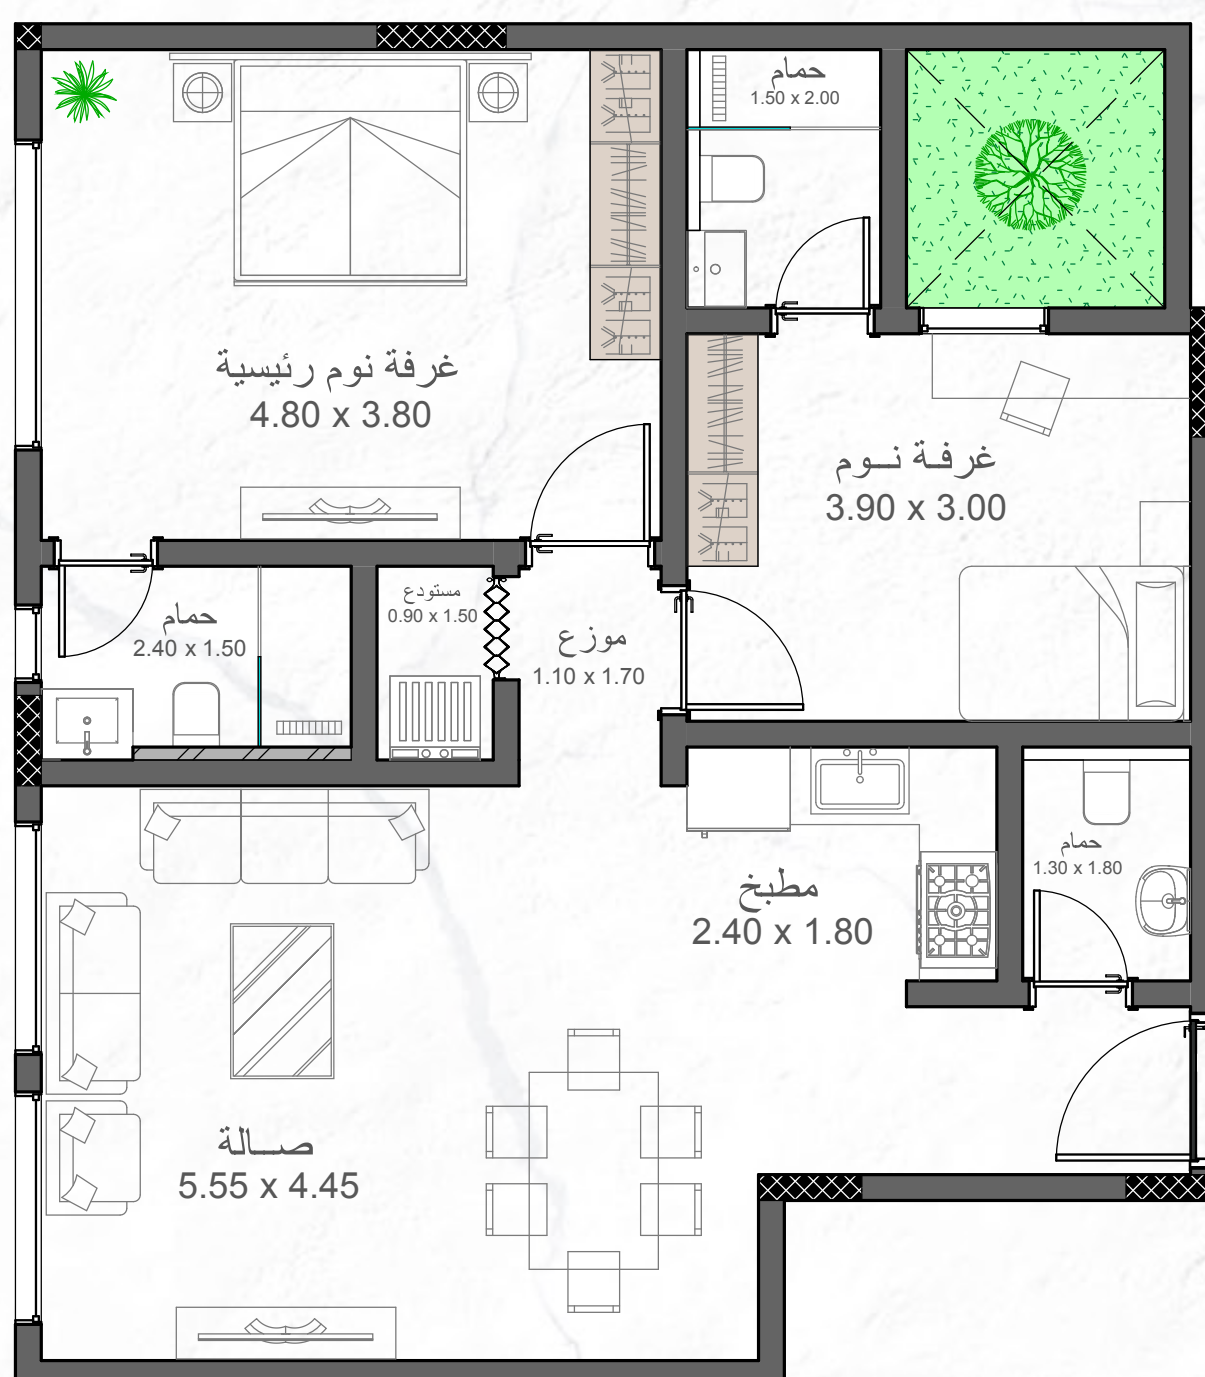 حمام
1.50 x 2.00
غرفة نوم رئيسية
4.80 x 3.80
غرفة نــوم
3.90 x 3.00
حمام
2.40 x 1.50
مستودع
0.90 x 1.50
موزع
1.10 x 1.70
مطبخ
2.40 x 1.80
حمام
1.30 x 1.80
صــالة
5.55 x 4.45